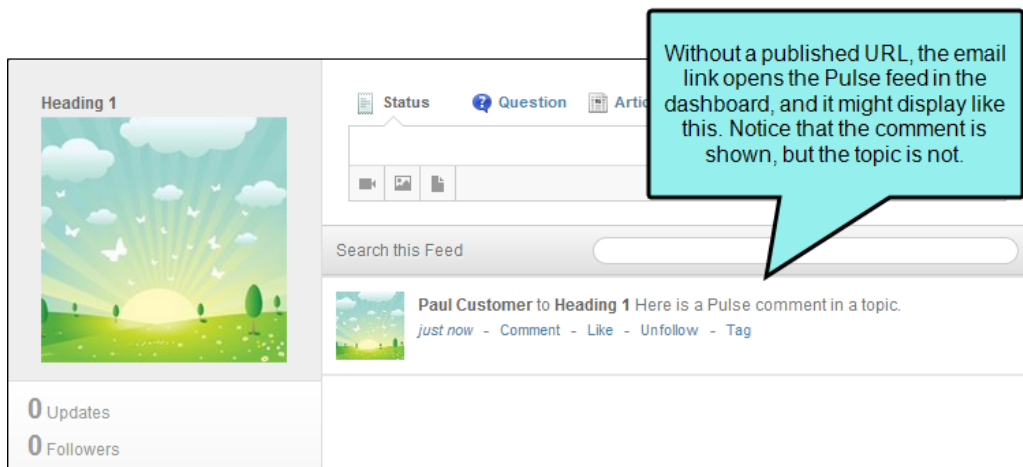 Without a published URL, the email
link opens the Pulse feed in the
dashboard, and it might display like
this. Notice that the comment is
shown, but the topic is not.
Heading 1
Status Question
Search this Feed
Paul Customer to Heading 1 Here is a Pulse comment in a topic.
just now - Comment - Like - Unfollow - Tag
0 Updates
0 Followers